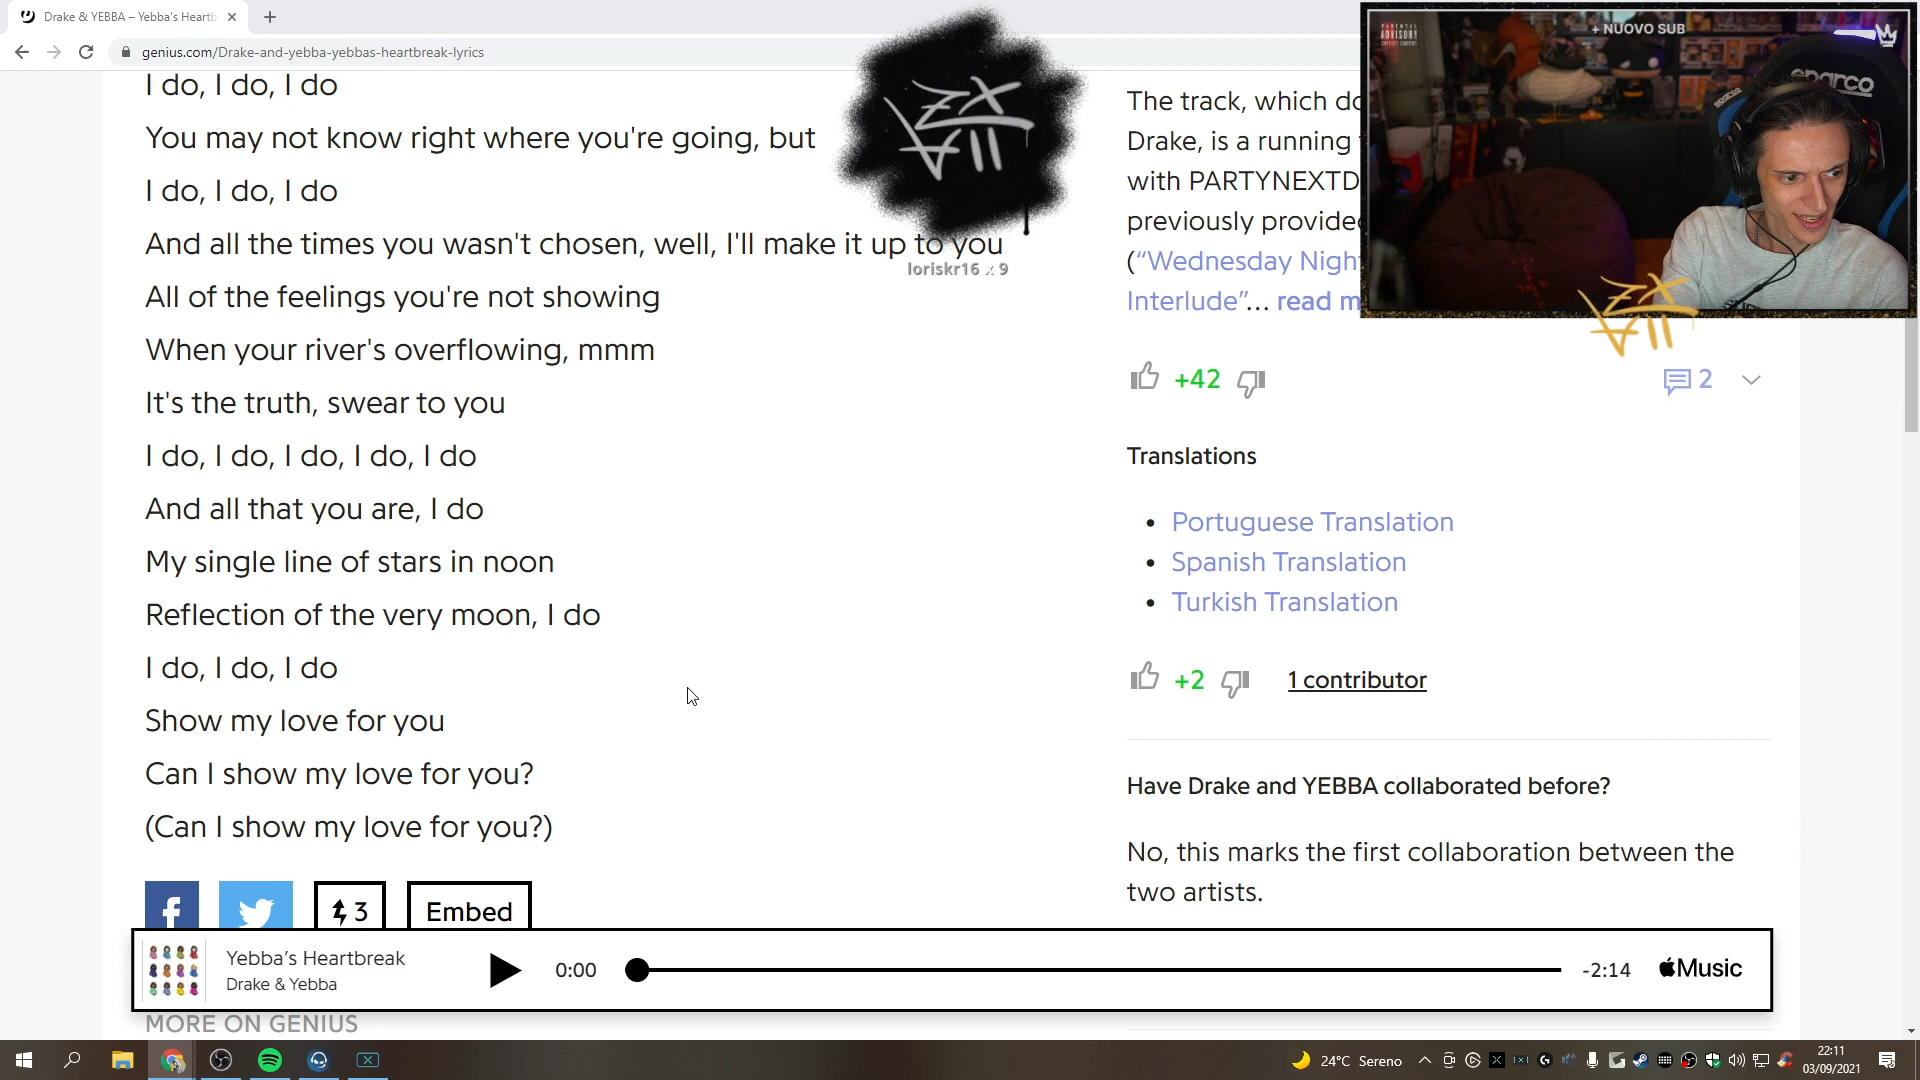 Drake & YEBBA – Yebba's Heartb
genius.com/Drake-and-yebba-yebbas-heartbreak-lyrics
I do, I do, I do
You may not know right where you're going, but
I do, I do, I do
And all the times you wasn't chosen, well, I'll make it up to you
All of the feelings you're not showing
When your river's overflowing, mmm
It's the truth, swear to you
I do, I do, I do, I do, I do
And all that you are, I do
My single line of stars in noon
Reflection of the very moon, I do
I do, I do, I do
Show my love for you
Can I show my love for you?
(Can I show my love for you?)
3
Embed
loriskr16 x 9
The track, which do
Drake, is a running
with PARTYNEXTD
previously provided
(“Wednesday Nigh
Interlude”... read m
+42
2
Translations
• Portuguese Translation
• Spanish Translation
• Turkish Translation
+2
1 contributor
Have Drake and YEBBA collaborated before?
No, this marks the first collaboration between the
two artists.
PARENTAL
ADVISORY
EXPLICIT CONTENT
+ NUOVO SUB
sparco
Yebba’s Heartbreak
Drake & Yebba
0:00
-2:14
Music
MORE ON GENIUS
24°C Sereno
22:11
03/09/2021